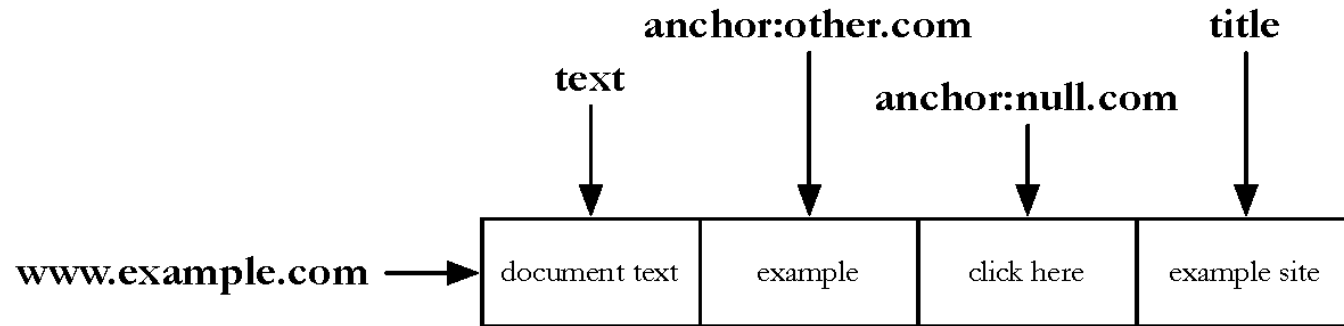 anchor:other.com
title
text
anchor:null.com
www.example.com
document text
example
click here
example site